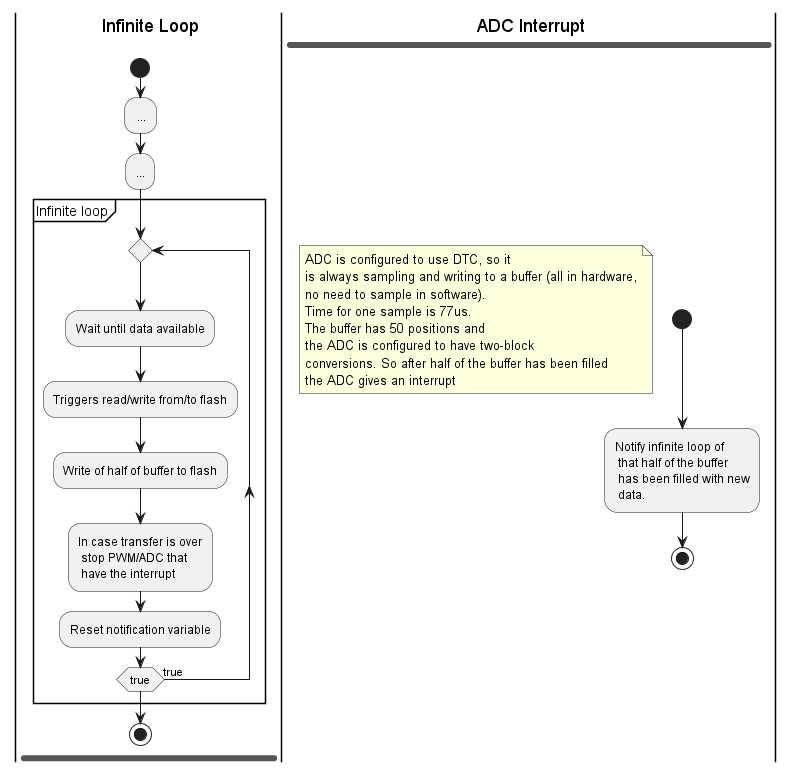 Infinite Loop
ADC Interrupt
...
...
Infinite loop
Wait until data available
Triggers read/write from/to flash
Write of half of buffer to flash
In case transfer is over
stop PWM/ADC that
have the interrupt
Reset notification variable
true
true
ADC is configured to use DTC, so it
is always sampling and writing to a buffer (all in hardware,
no need to sample in software).
Time for one sample is 77us.
The buffer has 50 positions and
the ADC is configured to have two-block
conversions. So after half of the buffer has been filled
the ADC gives an interrupt
Notify infinite loop of
that half of the buffer
has been filled with new
data.